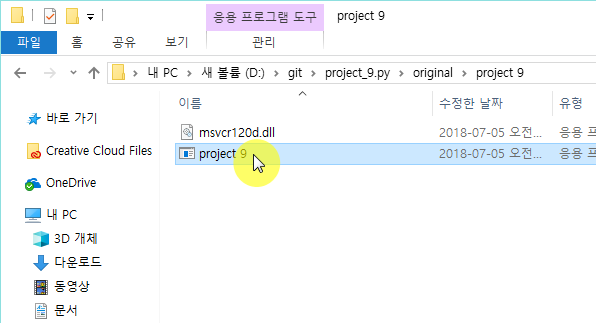 응용 프로그램 도구
project 9
파일
홈
공유
보기
관리
내 PC
새 볼륨 (D:)
git
project_9.py
original
project 9
이름
수정한 날짜
유형
바로 가기
Creative Cloud Files
OneDrive
내 PC
3D 개체
다운로드
동영상
문서
msvcr120d.dll
2018-07-05 오전...
응용 프
project 9
2018-07-05 오전...
응용 프